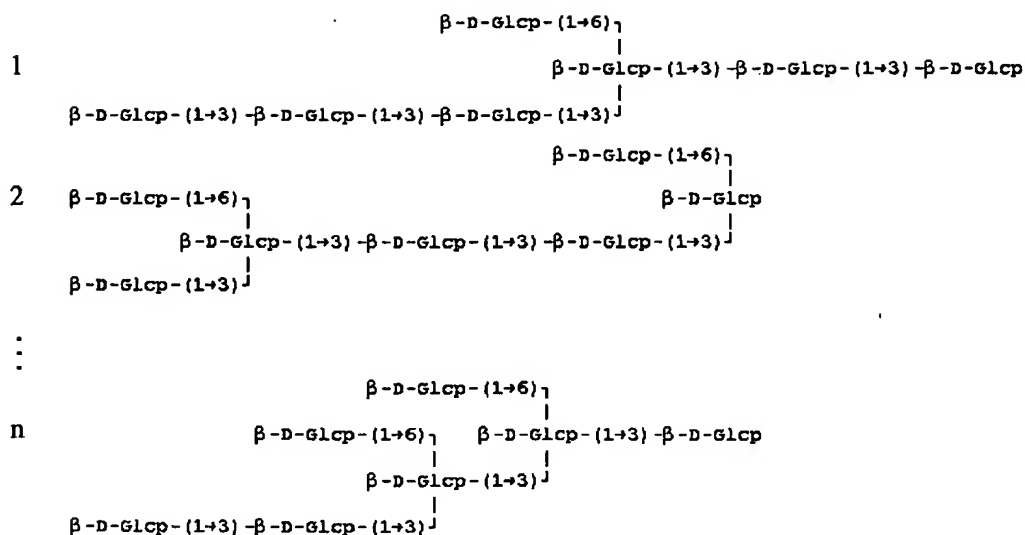 β-D-Glcp-(1→6)┐
1 β-D-Glcp-(1→3)-β-D-Glcp-(1→3)-β-D-Glcp
β-D-Glcp-(1→3)-β-D-Glcp-(1→3)-β-D-Glcp-(1→3)┘
β-D-Glcp-(1→6)┐
2 β-D-Glcp-(1→6)┐ β-D-Glcp
β-D-Glcp-(1→3)-β-D-Glcp-(1→3)-β-D-Glcp-(1→3)┘
β-D-Glcp-(1→3)┘
⋮
β-D-Glcp-(1→6)┐
n β-D-Glcp-(1→6)┐ β-D-Glcp-(1→3)-β-D-Glcp
β-D-Glcp-(1→3)┘
β-D-Glcp-(1→3)-β-D-Glcp-(1→3)┘